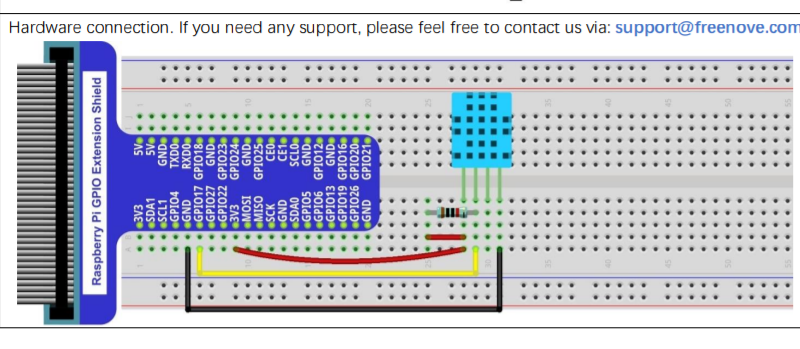 Hardware connection. If you need any support, please feel free to contact us via: support@freenove.com
Raspberry Pi GPIO Extension Shield
5V
5V
GND
TXD0
RXD0
GPIO18
GND
GPIO23
GPIO24
GND
GPIO25
CE0
CE1
SCL0
GND
GPIO12
GND
GPIO16
GPIO20
GPIO21
3V3
SDA1
SCL1
GPIO4
GND
GPIO17
GPIO27
GPIO22
3V3
MOSI
MISO
SCK
GND
SDA0
GPIO05
GPIO06
GPIO13
GPIO19
GPIO26
GND